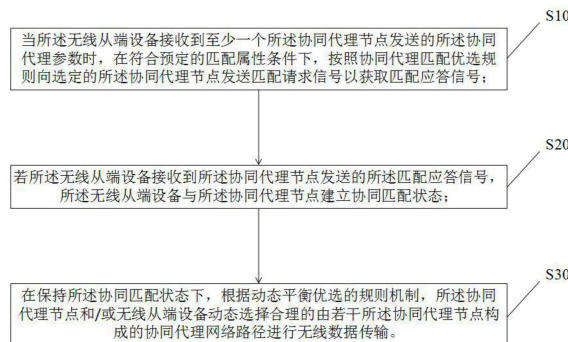 S10
当所述无线从端设备接收到至少一个所述协同代理节点发送的所述协同
代理参数时，在符合预定的匹配属性条件下，按照协同代理匹配优选规
则向选定的所述协同代理节点发送匹配请求信号以获取匹配应答信号；
S20
若所述无线从端设备接收到所述协同代理节点发送的所述匹配应答信号，
所述无线从端设备与所述协同代理节点建立协同匹配状态；
S30
在保持所述协同匹配状态下，根据动态平衡优选的规则机制，所述协同
代理节点和/或无线从端设备动态选择合理的由若干所述协同代理节点构
成的协同代理网络路径进行无线数据传输。